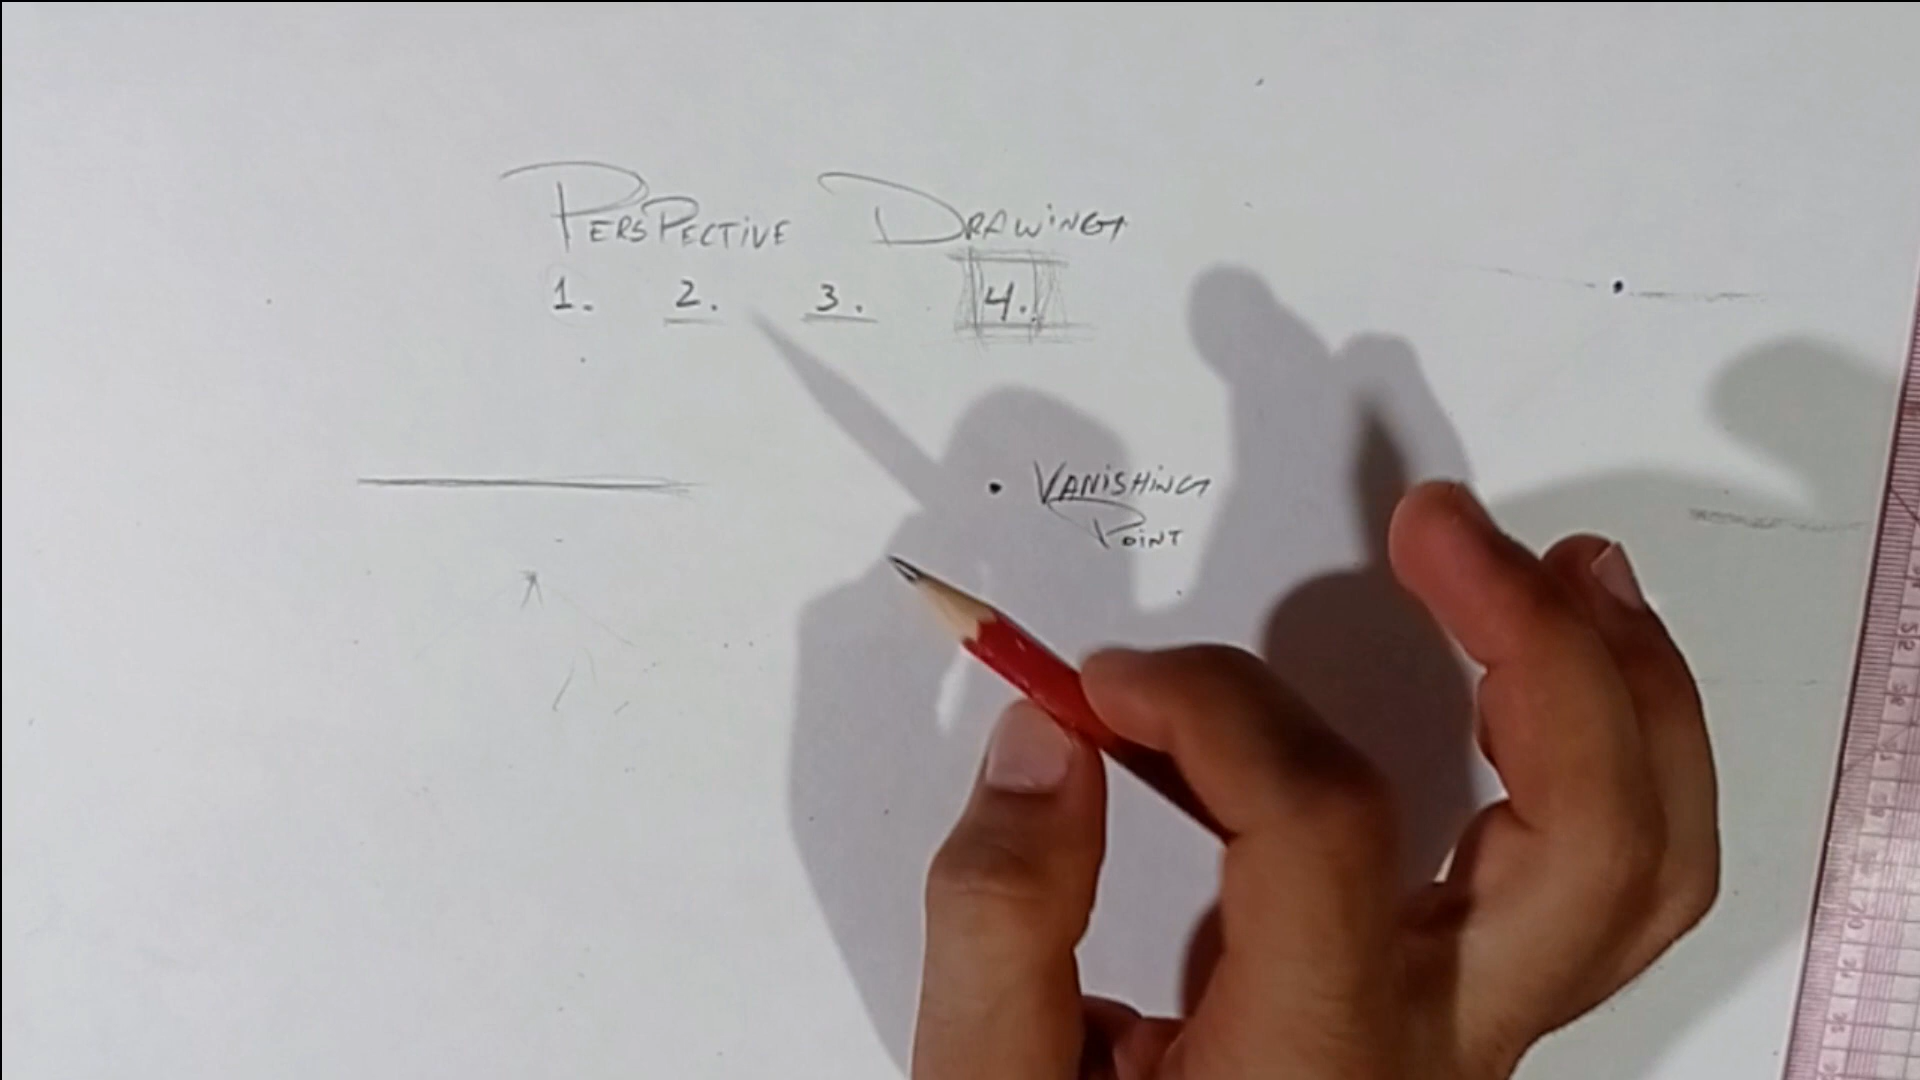 PERSPECTIVE DRAWING
1. 2. 3. 4.
VANISHING
POINT